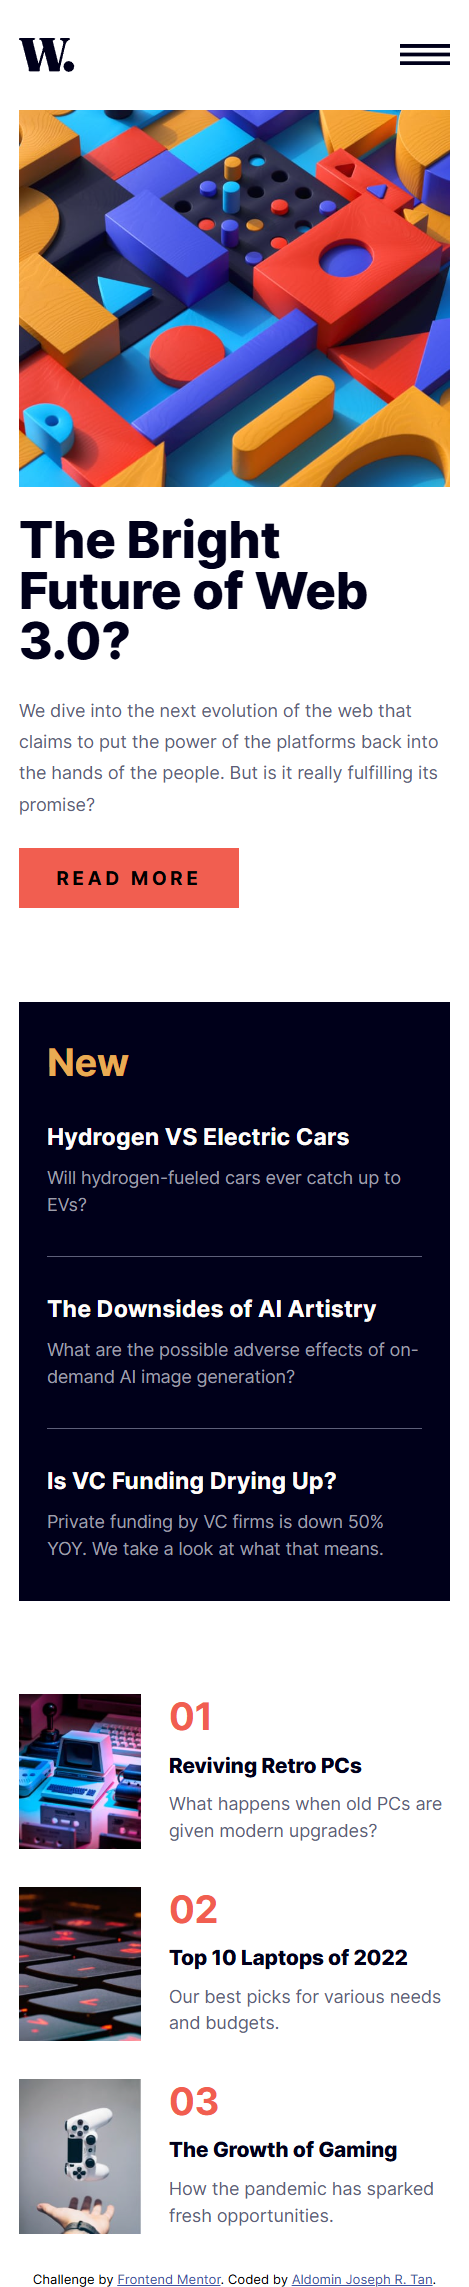 W.
The Bright
Future of Web
3.0?
We dive into the next evolution of the web that
claims to put the power of the platforms back into
the hands of the people. But is it really fulfilling its
promise?
READ MORE
New
Hydrogen VS Electric Cars
Will hydrogen-fueled cars ever catch up to
EVs?
The Downsides of AI Artistry
What are the possible adverse effects of on-
demand AI image generation?
Is VC Funding Drying Up?
Private funding by VC firms is down 50%
YOY. We take a look at what that means.
01
Reviving Retro PCs
What happens when old PCs are
given modern upgrades?
02
Top 10 Laptops of 2022
Our best picks for various needs
and budgets.
03
The Growth of Gaming
How the pandemic has sparked
fresh opportunities.
Challenge by Frontend Mentor. Coded by Aldomin Joseph R. Tan.